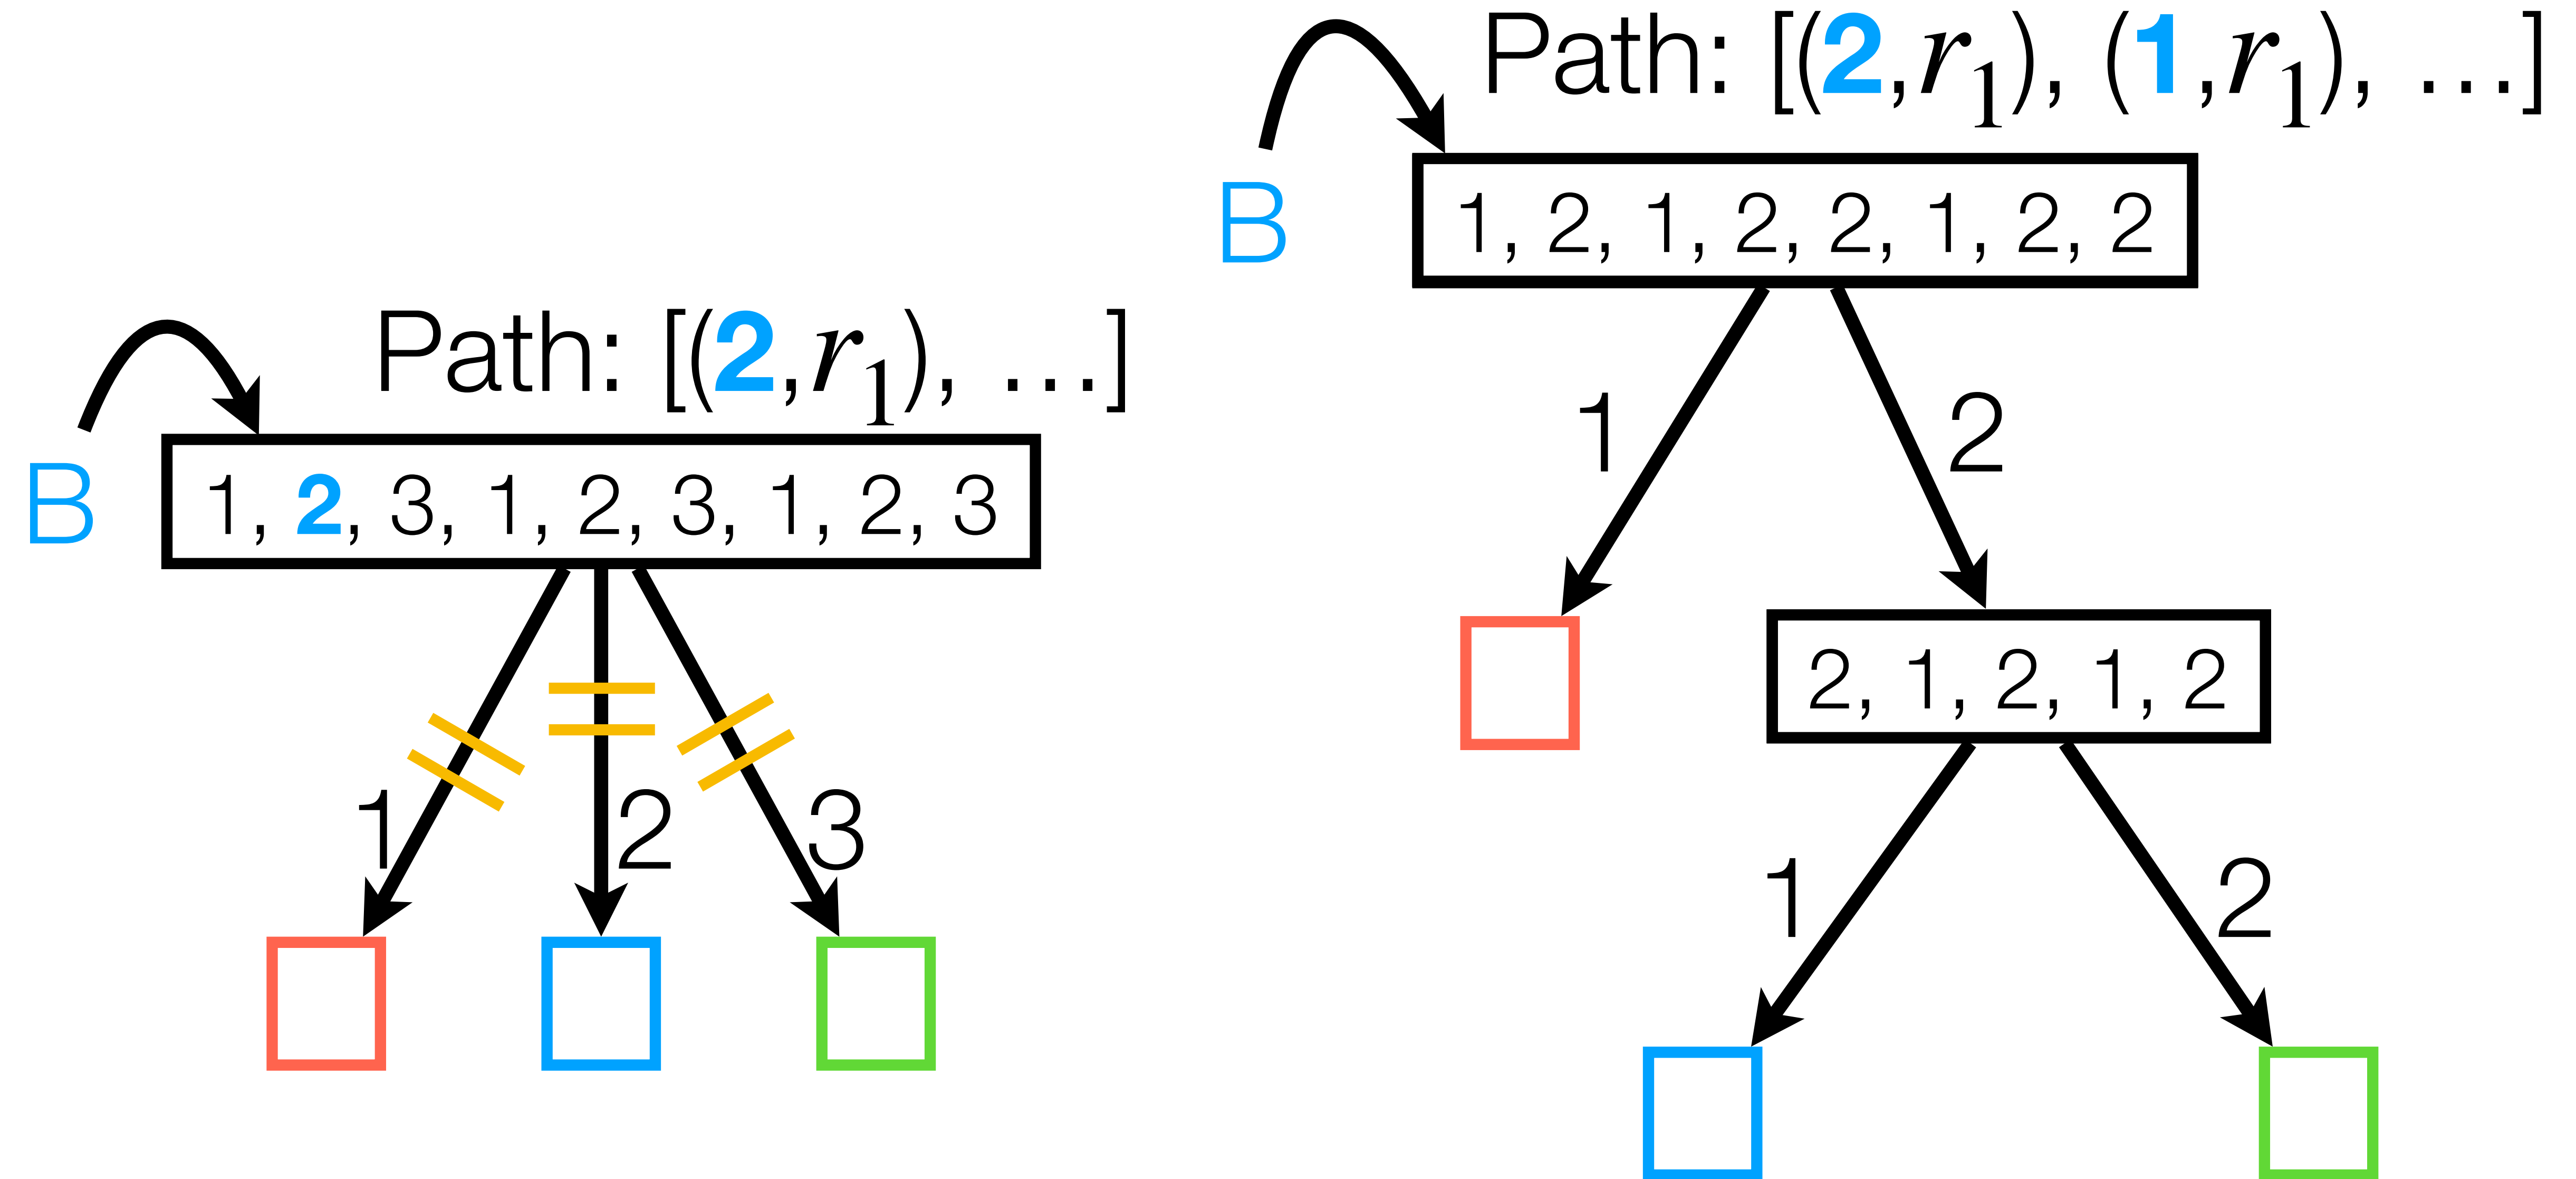 Path: [(2,r1), …]
B
1, 2, 3, 1, 2, 3, 1, 2, 3
1 2 3
Path: [(2,r1), (1,r1), …]
B
1, 2, 1, 2, 2, 1, 2, 2
1 2
2, 1, 2, 1, 2
1 2